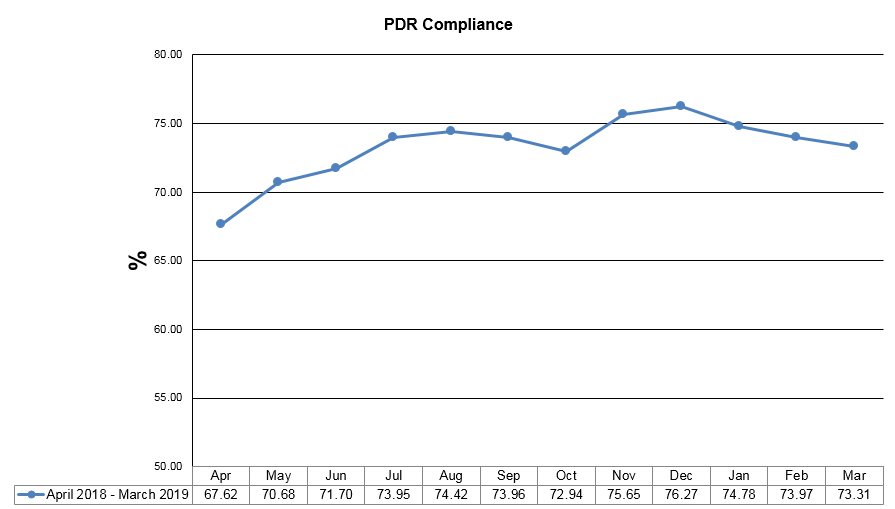 PDR Compliance
80.00
75.00
70.00
65.00
60.00
55.00
50.00
%
Apr May Jun Jul Aug Sep Oct Nov Dec Jan Feb Mar
April 2018 - March 2019 67.62 70.68 71.70 73.95 74.42 73.96 72.94 75.65 76.27 74.78 73.97 73.31